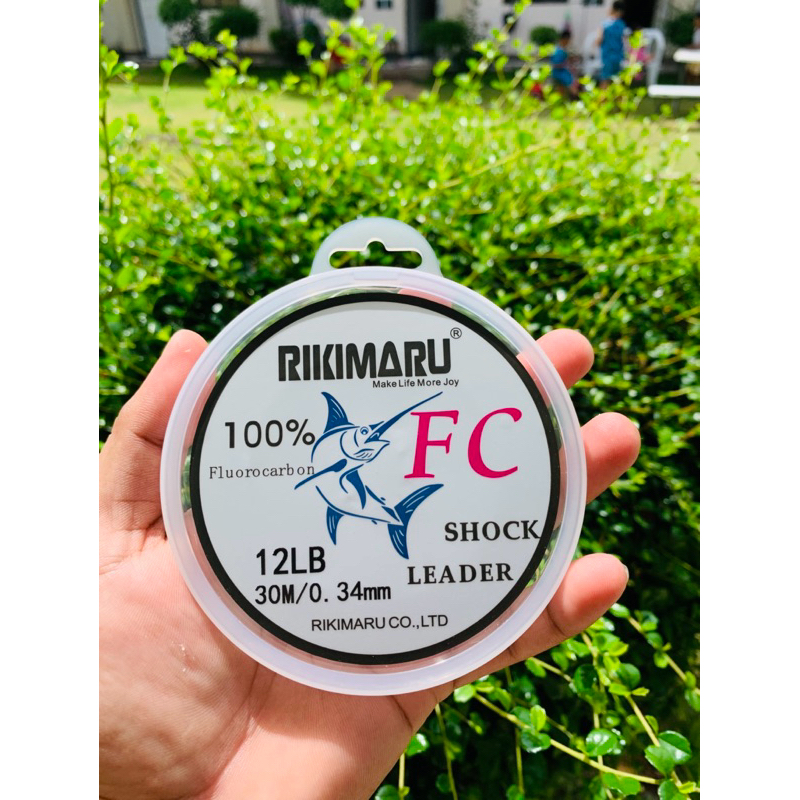 RIKIMARU®
Make Life More Joy
100%
Fluorocarbon
FC
SHOCK
LEADER
12LB
30M/0.34mm
RIKIMARU CO.,LTD